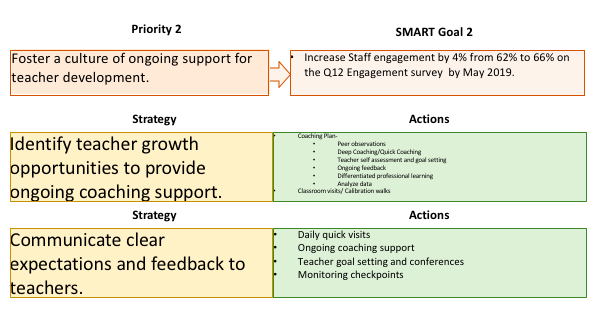 Priority 2
SMART Goal 2
Foster a culture of ongoing support for
teacher development.
• Increase Staff engagement by 4% from 62% to 66% on
the Q12 Engagement survey by May 2019.
Strategy
Actions
Identify teacher growth
opportunities to provide
ongoing coaching support.
• Coaching Plan-
• Peer observations
• Deep Coaching/Quick Coaching
• Teacher self assessment and goal setting
• Ongoing feedback
• Differentiated professional learning
• Analyze data
• Classroom visits/ Calibration walks
Strategy
Actions
Communicate clear
expectations and feedback to
teachers.
• Daily quick visits
• Ongoing coaching support
• Teacher goal setting and conferences
• Monitoring checkpoints